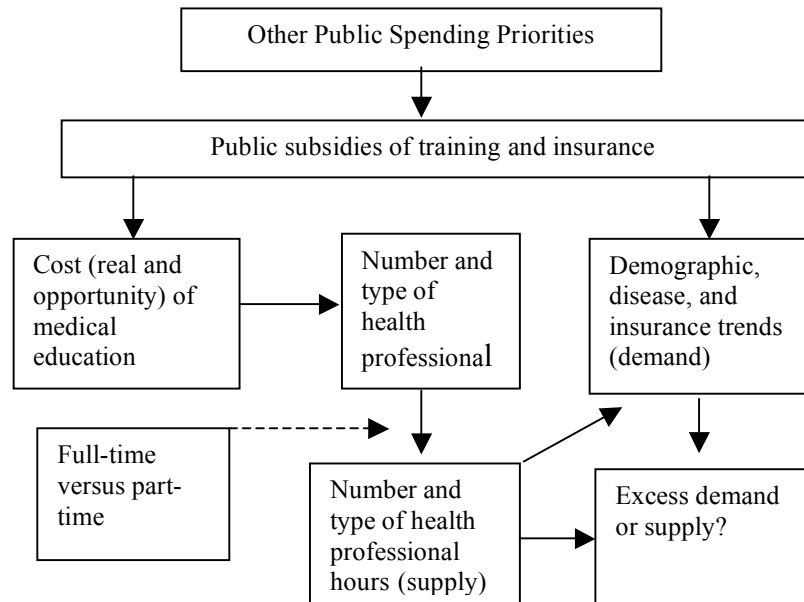 Other Public Spending Priorities
Public subsidies of training and insurance
Cost (real and
opportunity) of
medical
education
Number and
type of
health
professional
Demographic,
disease, and
insurance trends
(demand)
Full-time
versus part-
time
Number and
type of health
professional
hours (supply)
Excess demand
or supply?